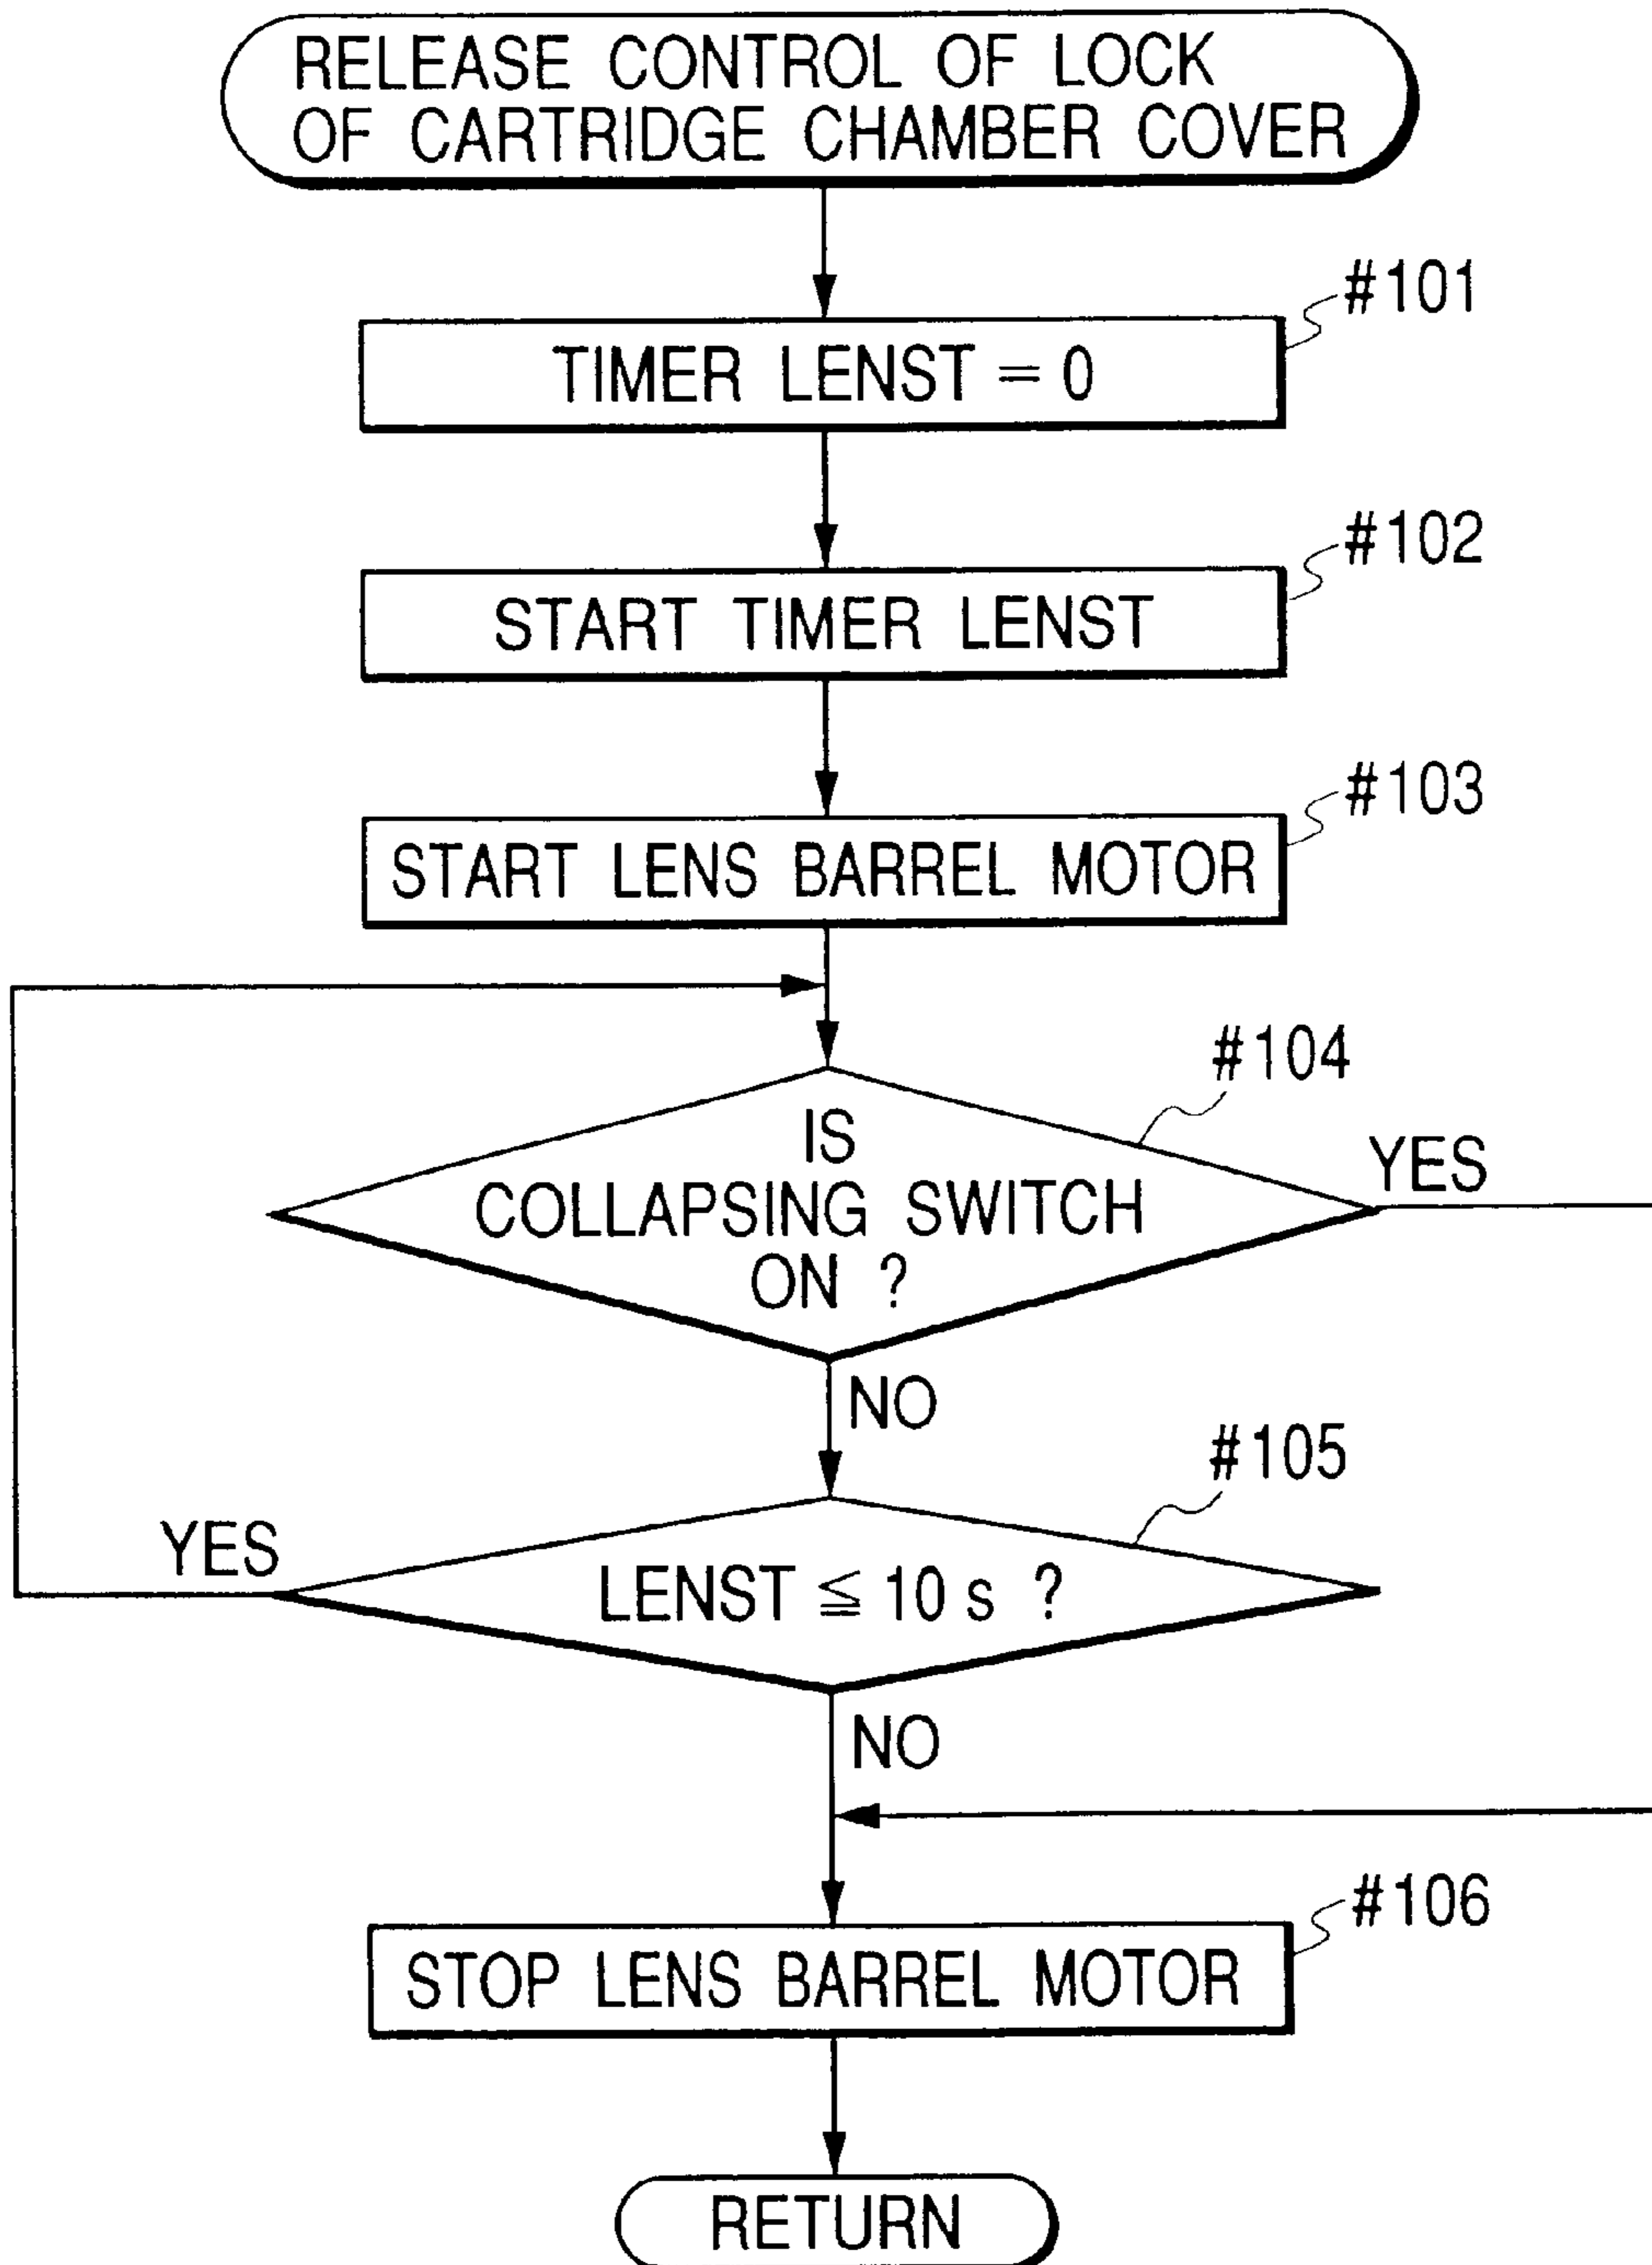 RELEASE CONTROL OF LOCK
OF CARTRIDGE CHAMBER COVER
#101
TIMER LENST = 0
#102
START TIMER LENST
#103
START LENS BARREL MOTOR
#104
IS
COLLAPSING SWITCH
ON ?
YES
NO
#105
YES
LENST ≦ 10 s ?
NO
#106
STOP LENS BARREL MOTOR
RETURN